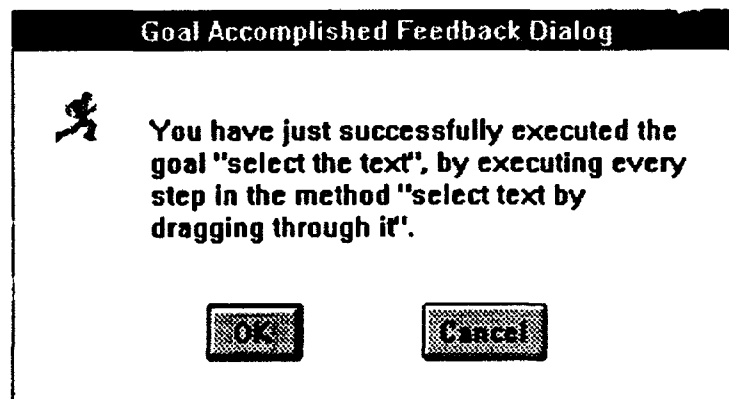 Goal Accomplished Feedback Dialog
You have just successfully executed the
goal "select the text", by executing every
step in the method "select text by
dragging through it".
OK
Cancel